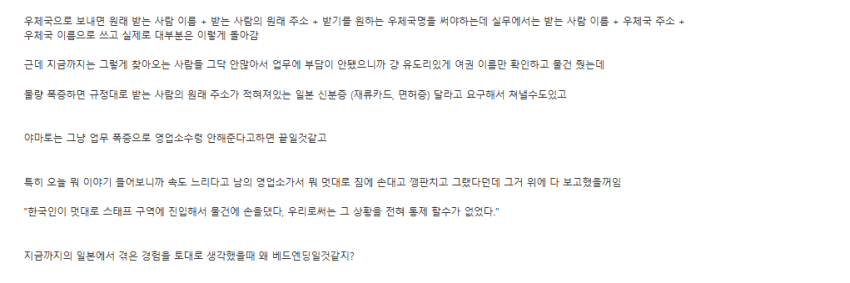 우체국으로 보내면 원래 받는 사람 이름 + 받는 사람의 원래 주소 + 받기를 원하는 우체국명을 써야하는데 실무에서는 받는 사람 이름 + 우체국 주소 +
우체국 이름으로 쓰고 실제로 대부분은 이렇게 돌아감
근데 지금까지는 그렇게 찾아오는 사람들 그닥 안많아서 업무에 부담이 안됐으니까 걍 유도리있게 여권 이름만 확인하고 물건 줬는데
물량 폭증하면 규정대로 받는 사람의 원래 주소가 적혀져있는 일본 신분증 (재류카드, 면허증) 달라고 요구해서 쳐낼수도있고
야마토는 그냥 업무 폭증으로 영업소수령 안해준다고하면 끝일것같고
특히 오늘 뭐 이야기 들어보니까 속도 느리다고 남의 영업소가서 뭐 멋대로 짐에 손대고 깽판치고 그랬다던데 그거 위에 다 보고했을꺼임
"한국인이 멋대로 스태프 구역에 진입해서 물건에 손을댔다, 우리로써는 그 상황을 전혀 통제 할수가 없었다."
지금까지의 일본에서 겪은 경험을 토대로 생각했을때 왜 베드엔딩일것같지?